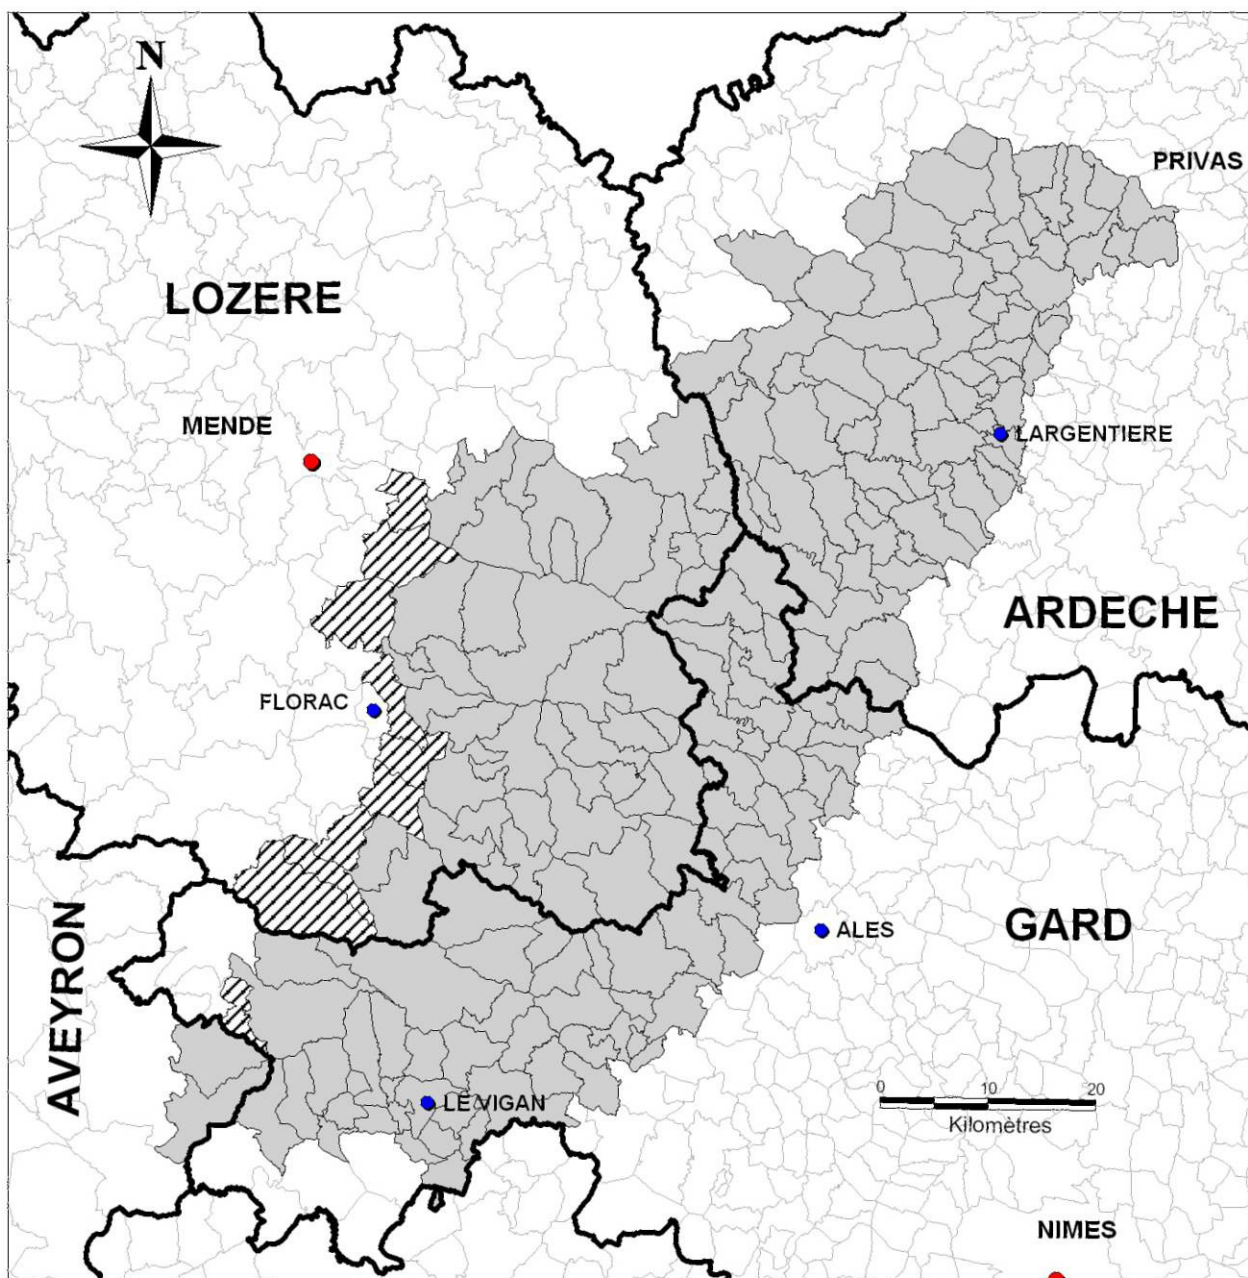 N
PRIVAS
LOZERE
MENDE
LARGENTIERE
ARDECHE
FLORAC
AVEYRON
GARD
ALES
0 10 20
Kilomètres
LE VIGAN
NIMES